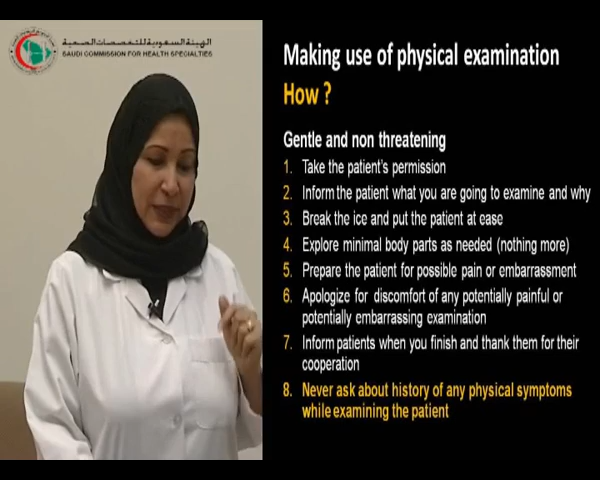 الهيئة السعودية للتخصصات الصحية
SAUDI COMMISSION FOR HEALTH SPECIALTIES
Making use of physical examination
How ?
Gentle and non threatening
1. Take the patient's permission
2. Inform the patient what you are going to examine and why
3. Break the ice and put the patient at ease
4. Explore minimal body parts as needed (nothing more)
5. Prepare the patient for possible pain or embarrassment
6. Apologize for discomfort of any potentially painful or
potentially embarrassing examination
7. Inform patients when you finish and thank them for their
cooperation
8. Never ask about history of any physical symptoms
while examining the patient